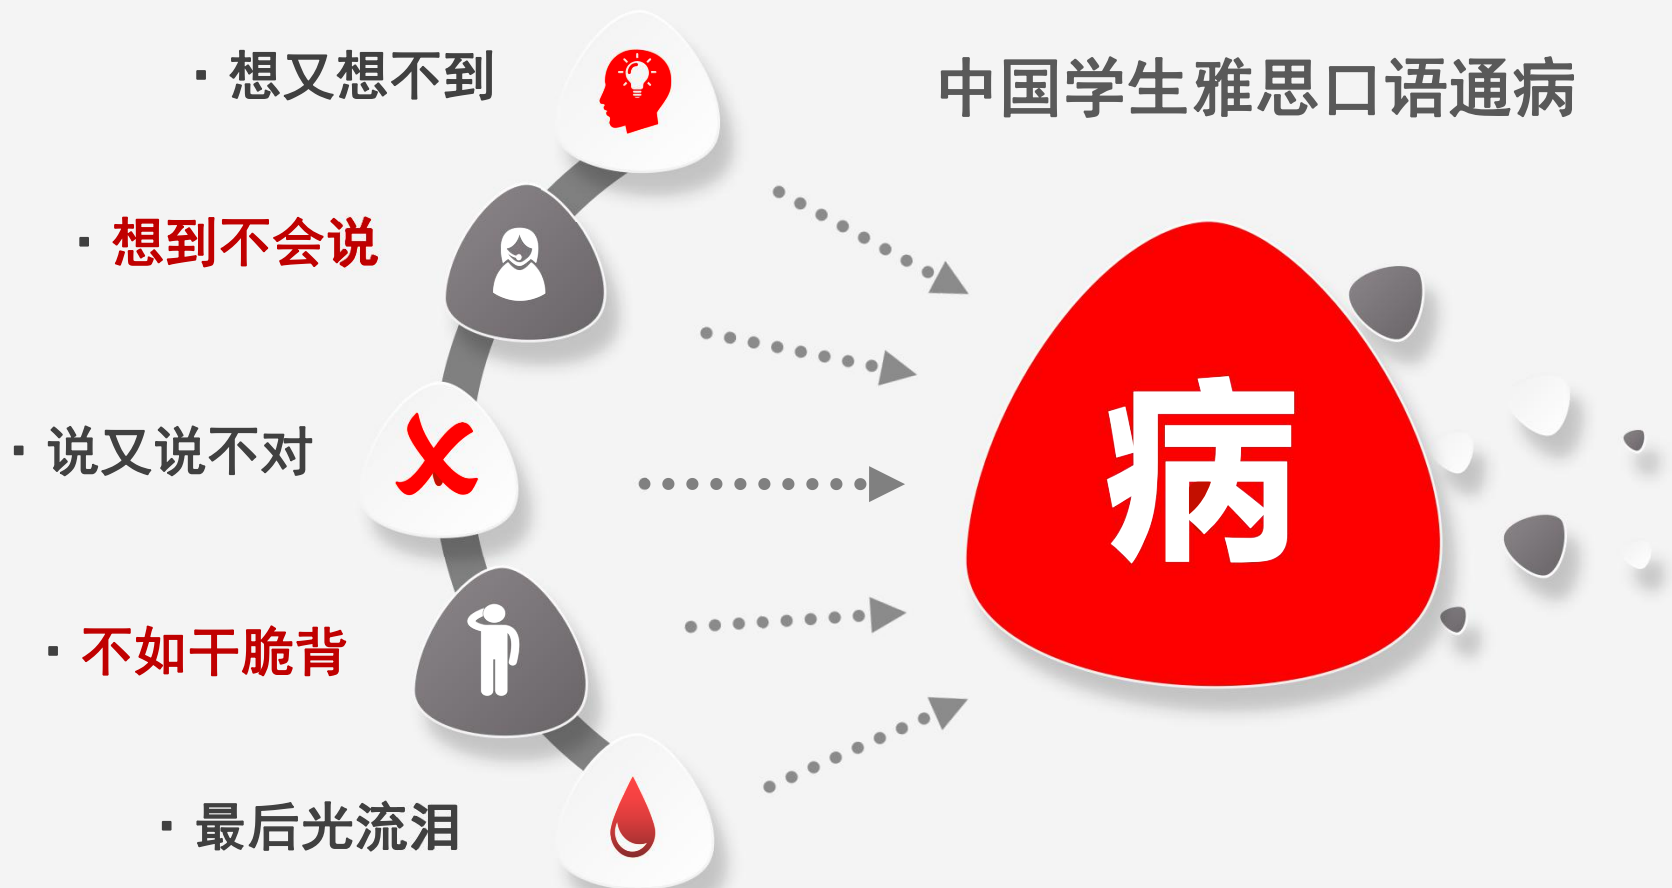 中国学生雅思口语通病
· 想又想不到
· 想到不会说
· 说又说不对
· 不如干脆背
· 最后光流泪
病